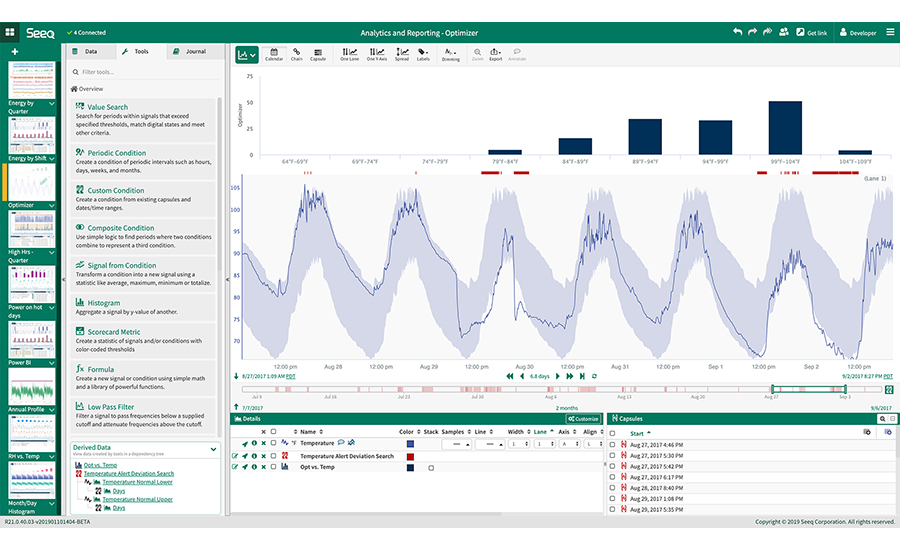 Seeq
4 Connected
Analytics and Reporting - Optimizer
Get link
Developer
Data
Tools
Journal
Filter tools...
Overview
Value Search
Search for periods within signals that exceed
specified thresholds, match digital states and meet
other criteria.
Periodic Condition
Create a condition of periodic intervals such as hours,
days, weeks, and months.
Custom Condition
Create a condition from existing capsules and
dates/time ranges.
Composite Condition
Use simple logic to find periods where two conditions
combine to represent a third condition.
Signal from Condition
Transform a condition into a new signal using a
statistic like average, maximum, minimum or totalize.
Histogram
Aggregate a signal by y-value of another.
Scorecard Metric
Create a statistic of signals and/or conditions with
color-coded thresholds
Formula
Create a new signal or condition using simple math
and a library of powerful functions.
Low Pass Filter
Filter a signal to pass frequencies below a supplied
cutoff and attenuate frequencies above the cutoff.
Derived Data
View data created by tools in a dependency tree
Opt vs. Temp
Temperature Alert Deviation Search
Temperature Normal Lower
Days
Temperature Normal Upper
Days
Energy by
Quarter
Energy by Shift
Optimizer
High Hrs -
Quarter
Power on hot
days
Power BI
Annual Profile
RH vs. Temp
Month/Day
Histogram
Calendar
Chain
Capsule
One Lane
One Y-Axis
Spread
Labels
Dimming
Zoom
Export
Annotate
Optimizer
75
50
25
0
64°F-69°F
69°F-74°F
74°F-79°F
79°F-84°F
84°F-89°F
89°F-94°F
94°F-99°F
99°F-104°F
104°F-109°F
(Lane 1)
105
100
95
90
85
80
75
70
12:00 pm
Aug 28
12:00 pm
Aug 29
12:00 pm
Aug 30
12:00 pm
Aug 31
12:00 pm
Sep 1
12:00 pm
Sep 2
12:00 pm
8/27/2017 1:09 AM PDT
6.8 days
9/2/2017 8:27 PM PDT
Jul 9
Jul 16
Jul 23
Jul 30
Aug 6
Aug 13
Aug 20
Aug 27
Sep 3
7/7/2017
2 months
9/6/2017
Details
Customize
Name
Color
Stack
Samples
Line
Width
Lane
Axis
Align
°F
Temperature
1
1
A
L
Temperature Alert Deviation Search
Opt vs. Temp
Capsules
Start
Aug 27, 2017 4:46 PM
Aug 27, 2017 5:30 PM
Aug 27, 2017 5:42 PM
Aug 27, 2017 6:17 PM
Aug 28, 2017 8:40 PM
Aug 29, 2017 1:08 PM
Aug 29, 2017 5:35 PM
R21.0.40.03-v201901101404-BETA
Copyright © 2019 Seeq Corporation. All rights reserved.